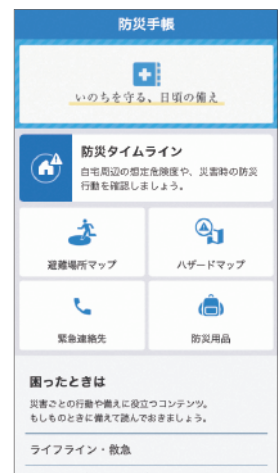 防災手帳
いのちを守る、日頃の備え
防災タイムライン
自宅周辺の想定危険度や、災害時の防災
行動を確認しましょう。
避難場所マップ
ハザードマップ
緊急連絡先
防災用品
困ったときは
災害ごとの行動や備えに役立つコンテンツ。
もしものときに備えて読んでおきましょう。
ライフライン・救急